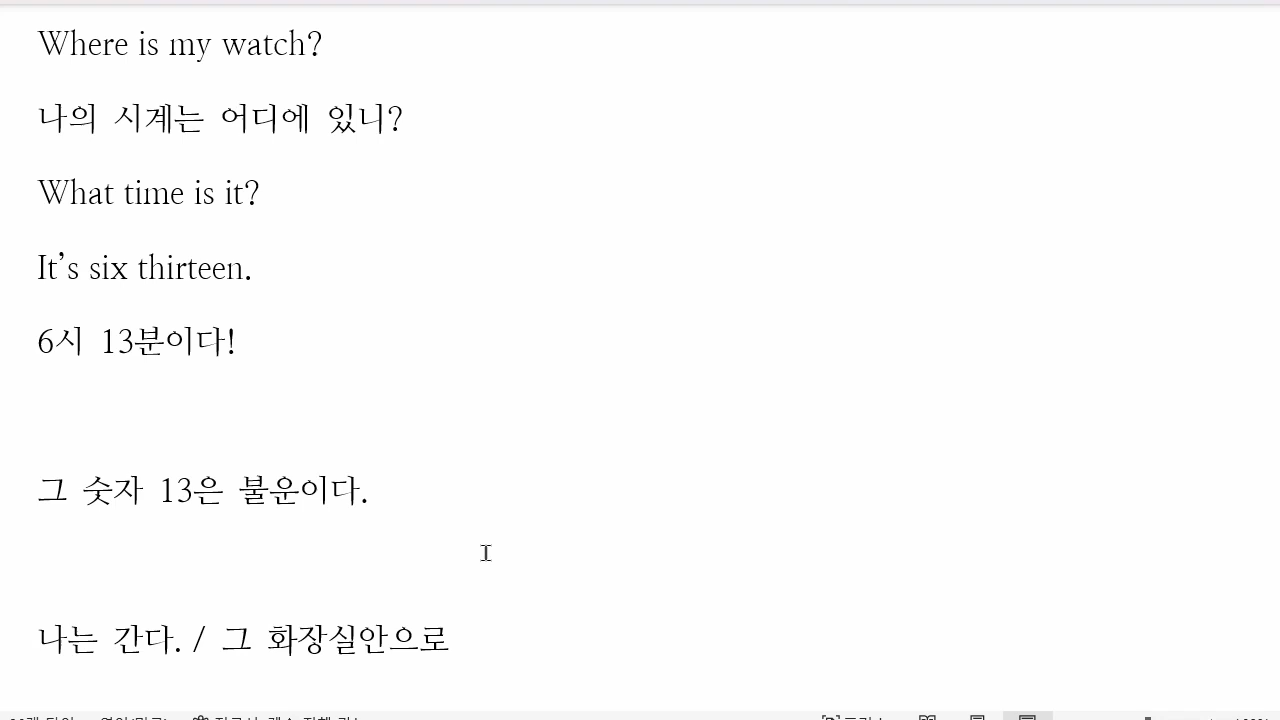 Where is my watch?
나의 시계는 어디에 있니?
What time is it?
It’s six thirteen.
6시 13분이다!
그 숫자 13은 불운이다.
나는 간다. / 그 화장실안으로